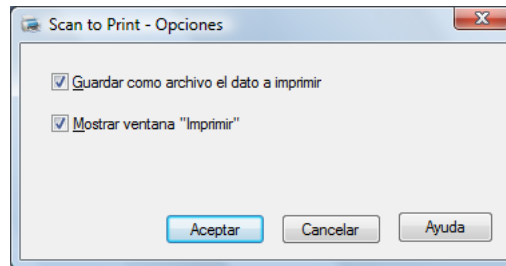 Scan to Print - Opciones
Guardar como archivo el dato a imprimir
Mostrar ventana "Imprimir"
Aceptar Cancelar Ayuda